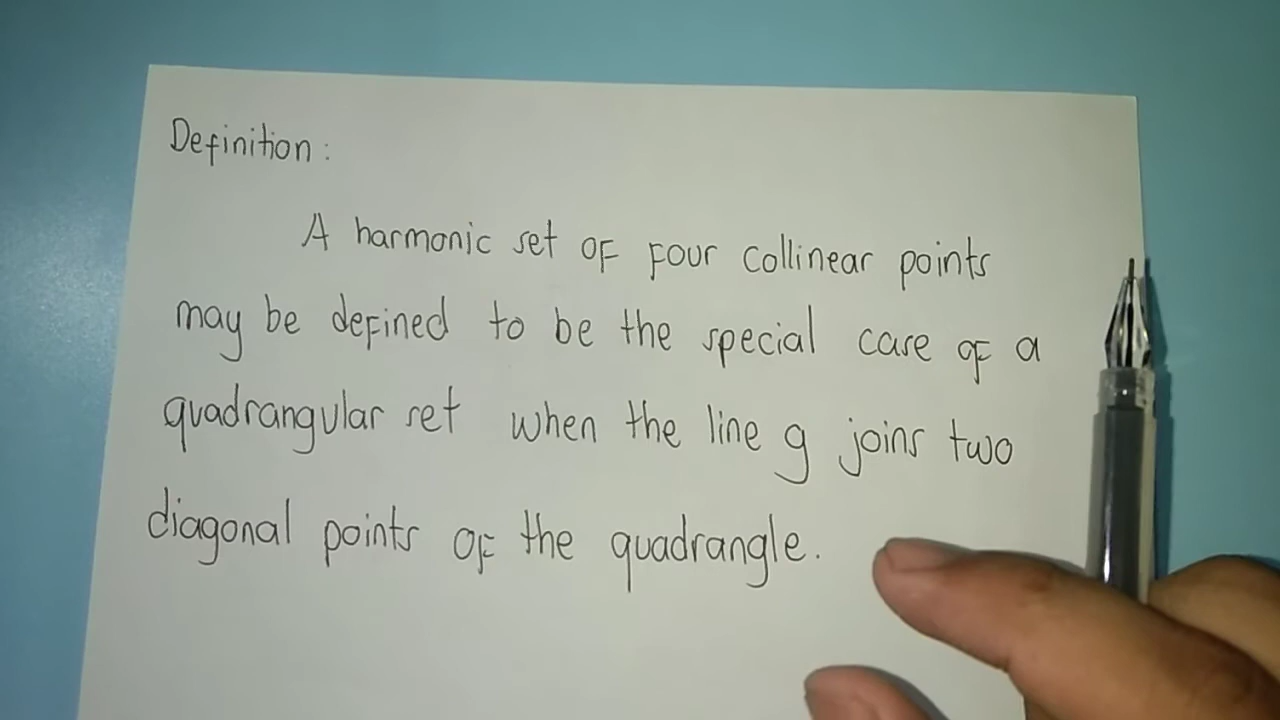 Definition:
A harmonic set of four collinear points
may be defined to be the special case of a
quadrangular set when the line g joins two
diagonal points of the quadrangle.